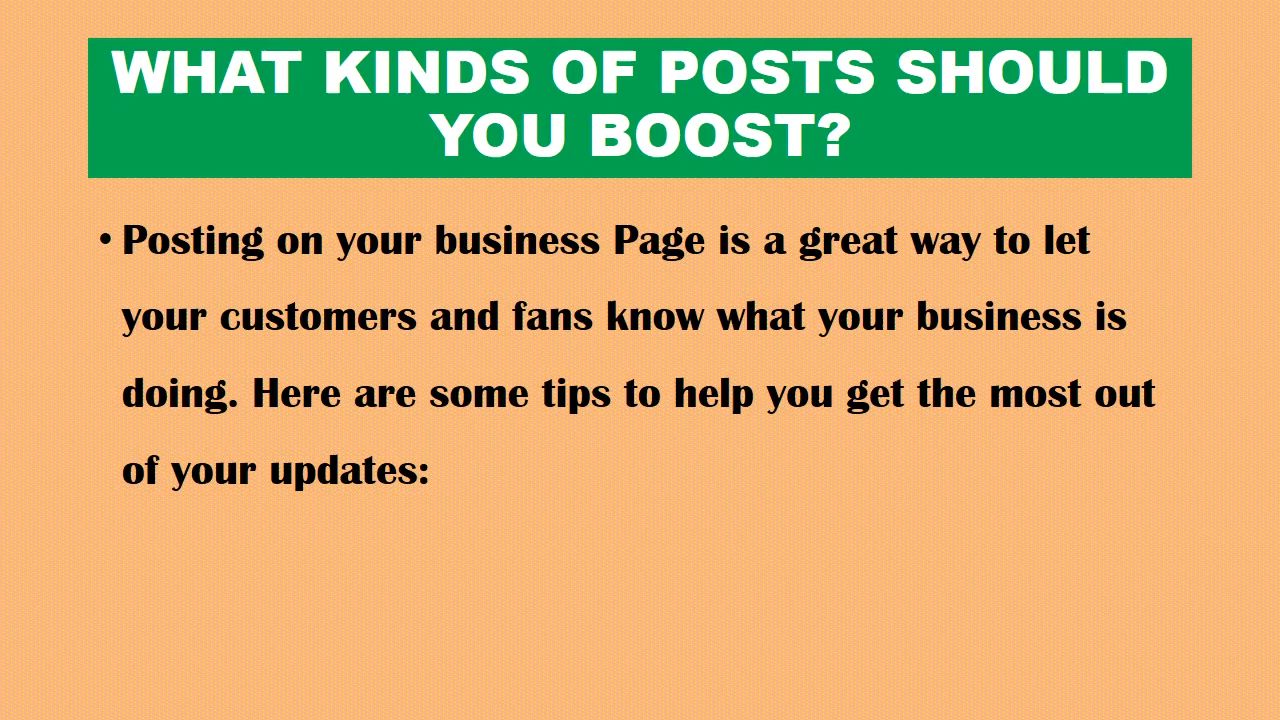 WHAT KINDS OF POSTS SHOULD
YOU BOOST?
• Posting on your business Page is a great way to let
your customers and fans know what your business is
doing. Here are some tips to help you get the most out
of your updates: